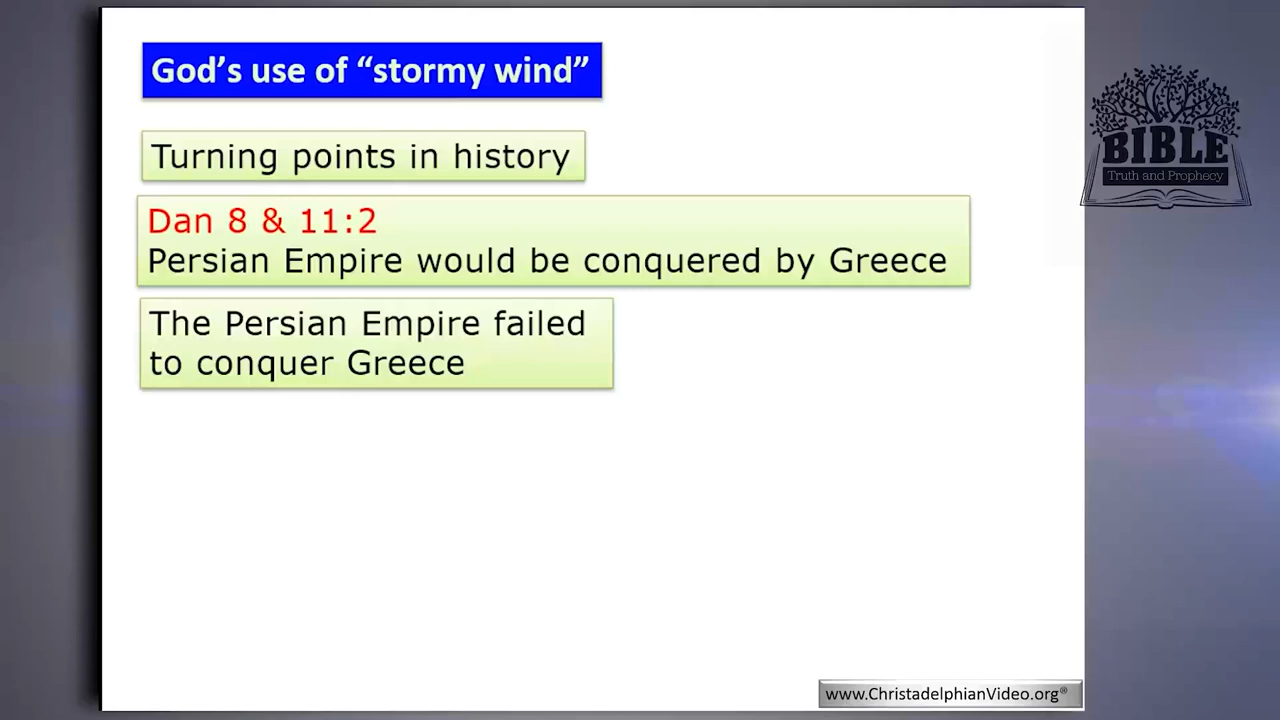 God's use of “stormy wind”
Turning points in history
Dan 8 & 11:2
Persian Empire would be conquered by Greece
The Persian Empire failed
to conquer Greece
BIBLE
Truth and Prophecy
www.ChristadelphianVideo.org®